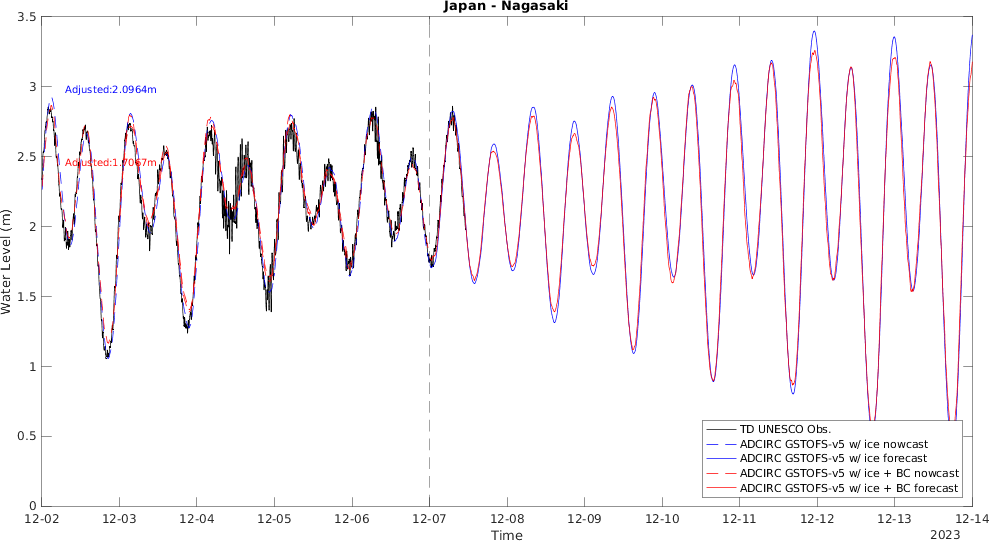 Japan - Nagasaki
3.5
3
2.5
2
1.5
1
0.5
0
Water Level (m)
Adjusted:2.0964m
Adjusted:1.7067m
TD UNESCO Obs.
ADCIRC GSTOFS-v5 w/ ice nowcast
ADCIRC GSTOFS-v5 w/ ice forecast
ADCIRC GSTOFS-v5 w/ ice + BC nowcast
ADCIRC GSTOFS-v5 w/ ice + BC forecast
12-02 12-03 12-04 12-05 12-06 12-07 12-08 12-09 12-10 12-11 12-12 12-13 12-14
Time
2023